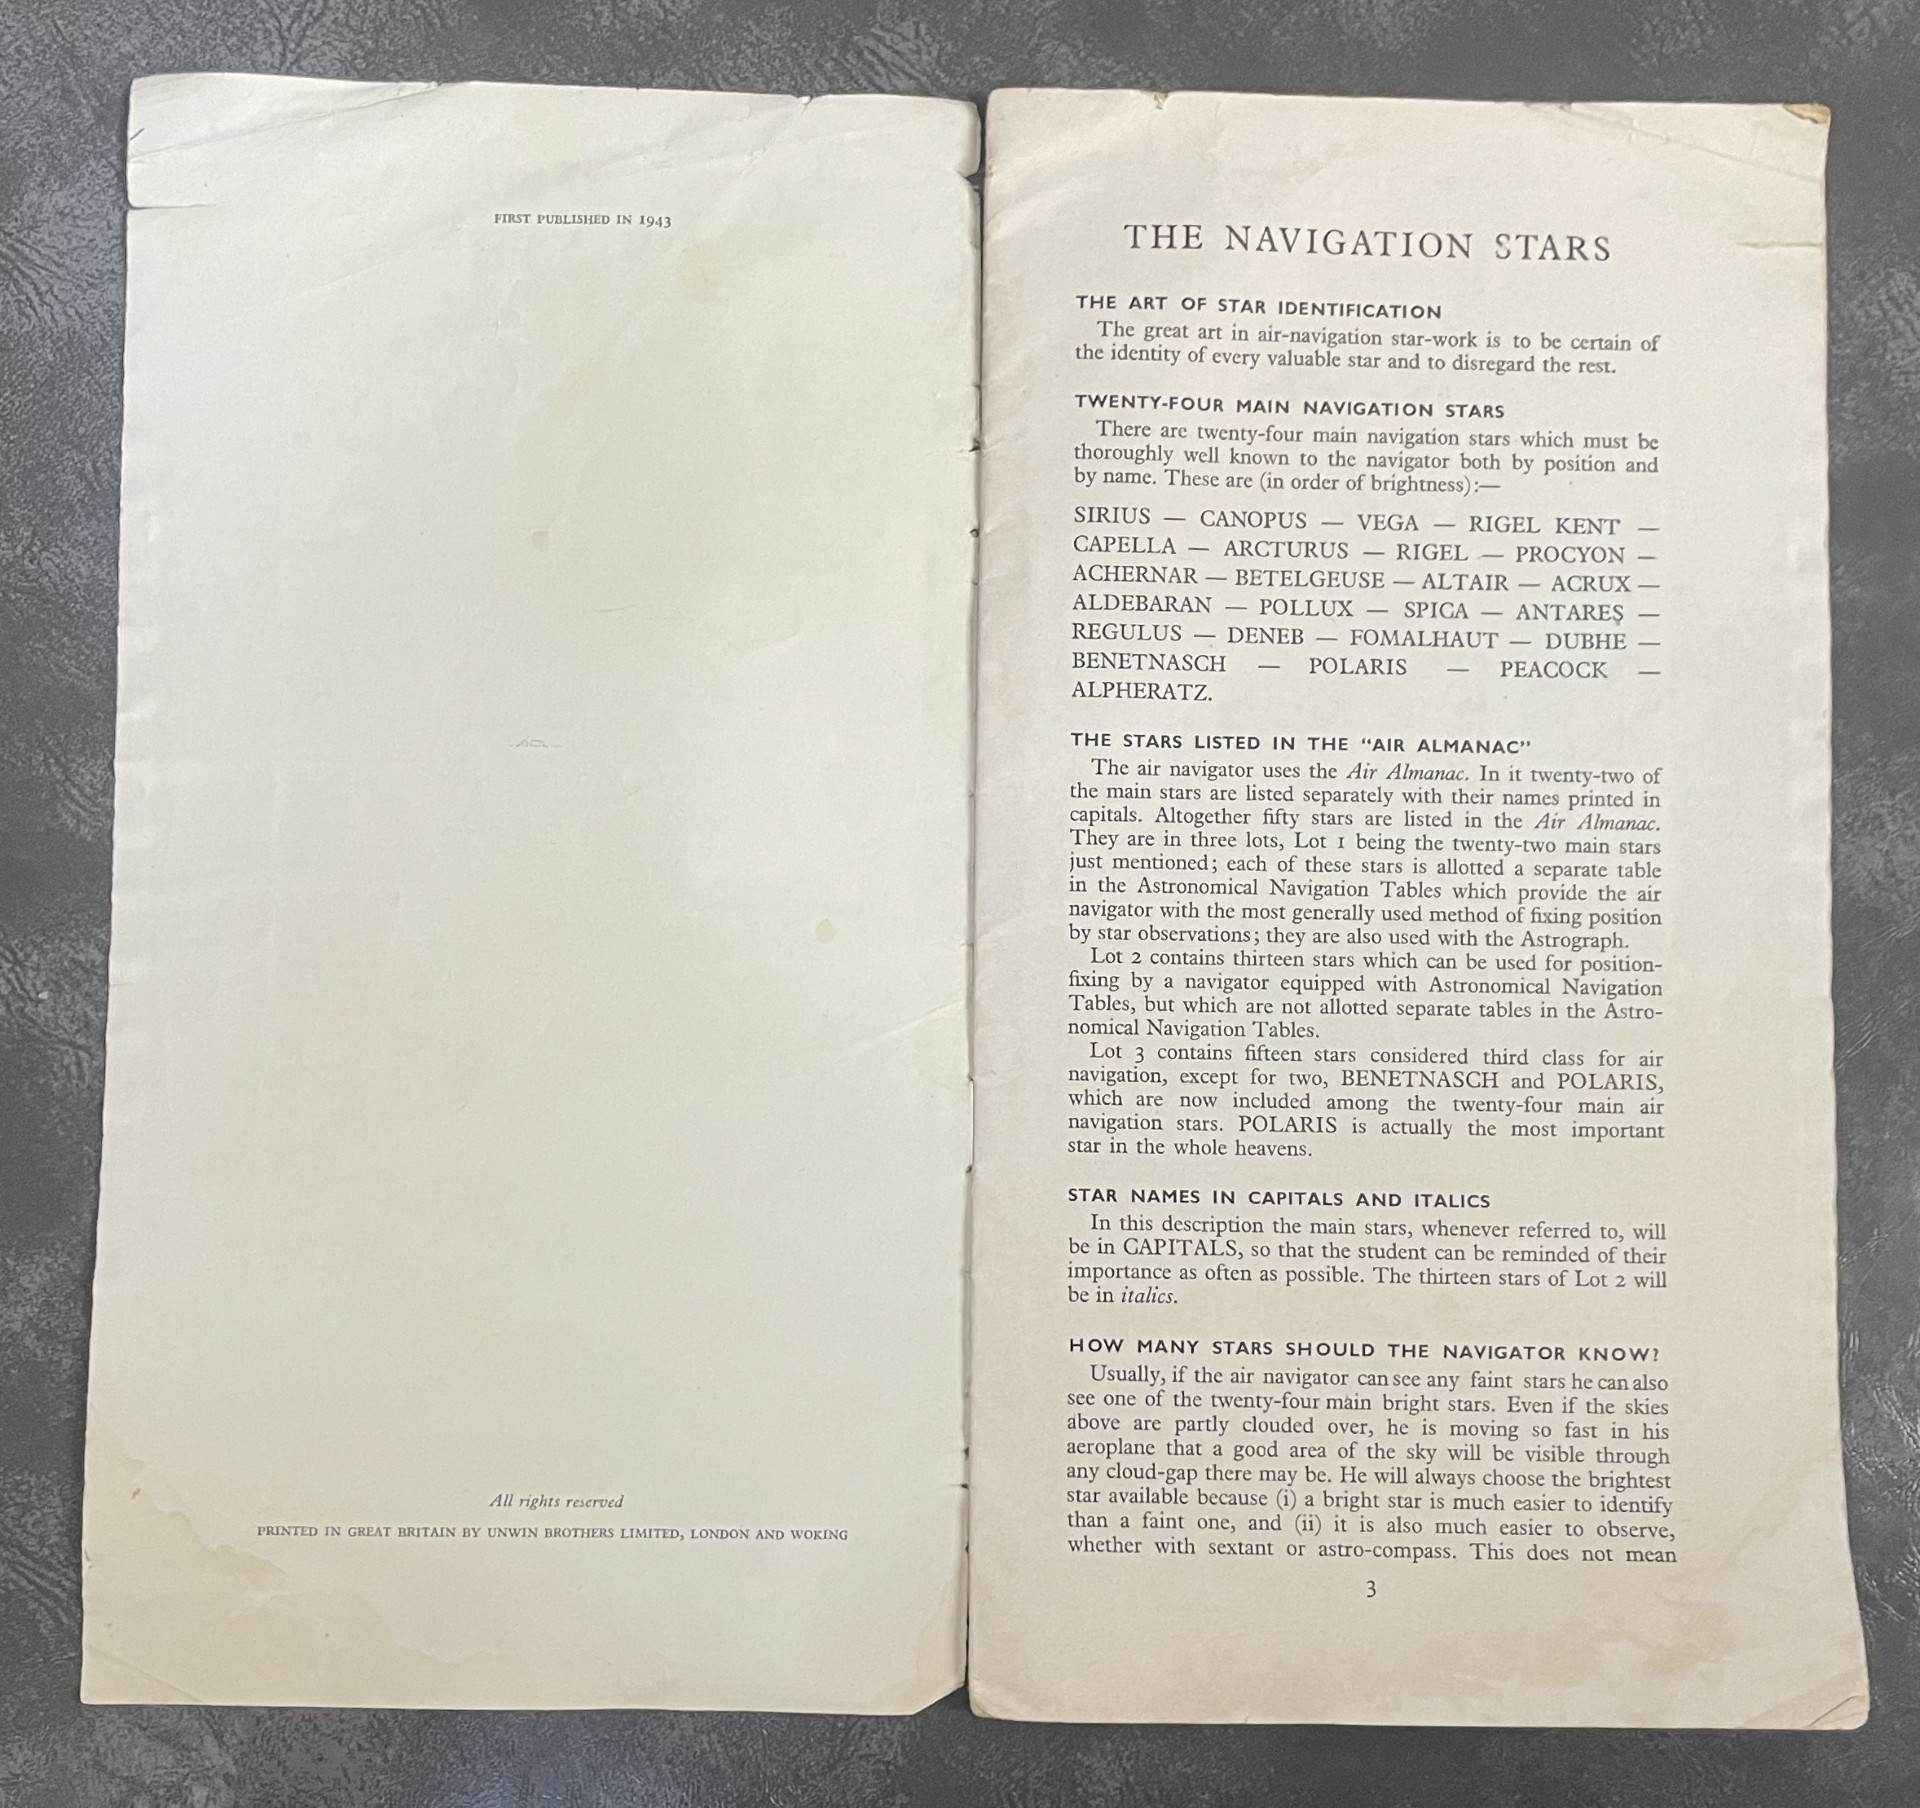 FIRST PUBLISHED IN 1943
All rights reserved
PRINTED IN GREAT BRITAIN BY UNWIN BROTHERS LIMITED, LONDON AND WOKING
THE NAVIGATION STARS
THE ART OF STAR IDENTIFICATION
The great art in air-navigation star-work is to be certain of
the identity of every valuable star and to disregard the rest.
TWENTY-FOUR MAIN NAVIGATION STARS
There are twenty-four main navigation stars which must be
thoroughly well known to the navigator both by position and
by name. These are (in order of brightness):—
SIRIUS — CANOPUS — VEGA — RIGEL KENT —
CAPELLA — ARCTURUS — RIGEL — PROCYON —
ACHERNAR — BETELGEUSE — ALTAIR — ACRUX —
ALDEBARAN — POLLUX — SPICA — ANTARES —
REGULUS — DENEB — FOMALHAUT — DUBHE —
BENETNASCH — POLARIS — PEACOCK —
ALPHERATZ.
THE STARS LISTED IN THE “AIR ALMANAC”
The air navigator uses the Air Almanac. In it twenty-two of
the main stars are listed separately with their names printed in
capitals. Altogether fifty stars are listed in the Air Almanac.
They are in three lots, Lot 1 being the twenty-two main stars
just mentioned; each of these stars is allotted a separate table
in the Astronomical Navigation Tables which provide the air
navigator with the most generally used method of fixing position
by star observations; they are also used with the Astrograph.
Lot 2 contains thirteen stars which can be used for position-
fixing by a navigator equipped with Astronomical Navigation
Tables, but which are not allotted separate tables in the Astro-
nomical Navigation Tables.
Lot 3 contains fifteen stars considered third class for air
navigation, except for two, BENETNASCH and POLARIS,
which are now included among the twenty-four main air
navigation stars. POLARIS is actually the most important
star in the whole heavens.
STAR NAMES IN CAPITALS AND ITALICS
In this description the main stars, whenever referred to, will
be in CAPITALS, so that the student can be reminded of their
importance as often as possible. The thirteen stars of Lot 2 will
be in italics.
HOW MANY STARS SHOULD THE NAVIGATOR KNOW?
Usually, if the air navigator can see any faint stars he can also
see one of the twenty-four main bright stars. Even if the skies
above are partly clouded over, he is moving so fast in his
aeroplane that a good area of the sky will be visible through
any cloud-gap there may be. He will always choose the brightest
star available because (i) a bright star is much easier to identify
than a faint one, and (ii) it is also much easier to observe,
whether with sextant or astro-compass. This does not mean
3